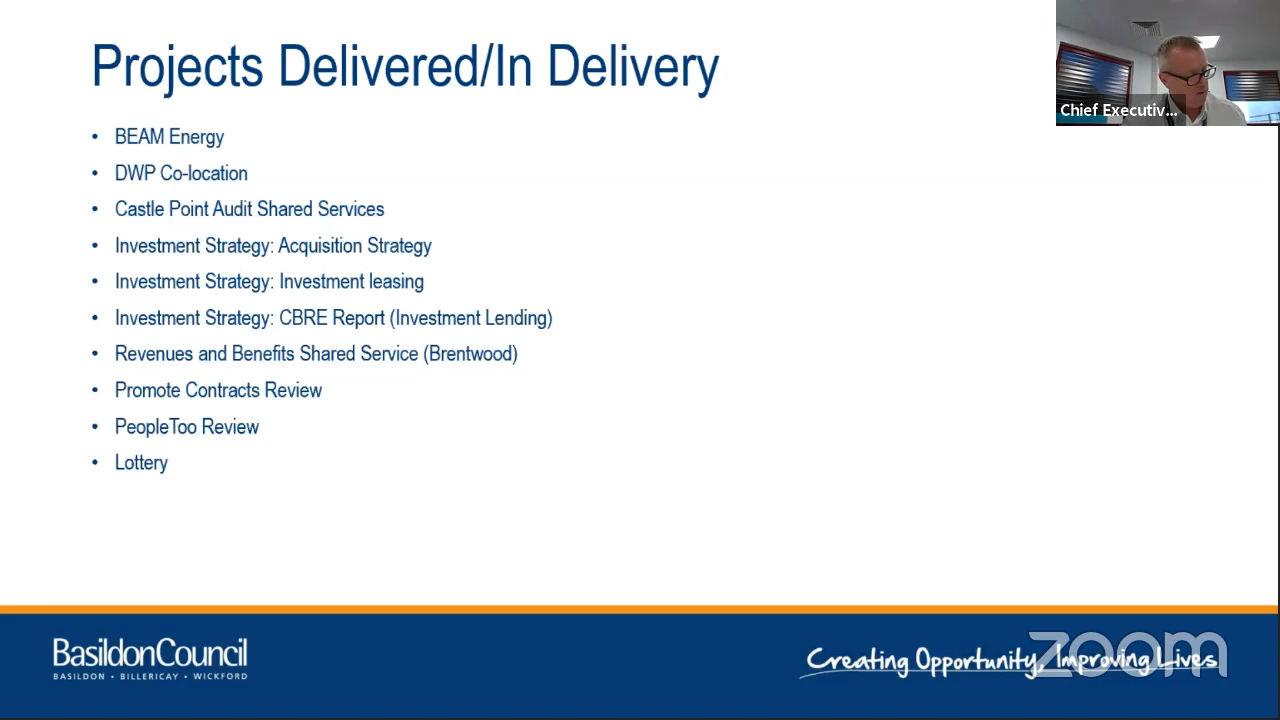 Projects Delivered/In Delivery
Chief Executiv...
• BEAM Energy
• DWP Co-location
• Castle Point Audit Shared Services
• Investment Strategy: Acquisition Strategy
• Investment Strategy: Investment leasing
• Investment Strategy: CBRE Report (Investment Lending)
• Revenues and Benefits Shared Service (Brentwood)
• Promote Contracts Review
• PeopleToo Review
• Lottery
BasildonCouncil
BASILDON • BILLERICAY • WICKFORD
Creating Opportunity, Improving Lives
zoom